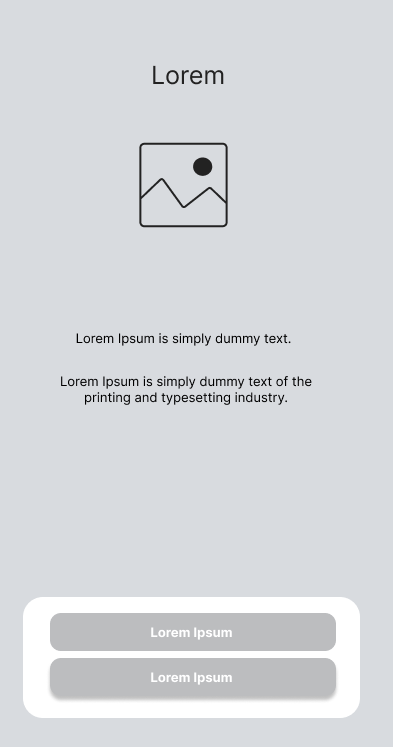 Lorem
Lorem Ipsum is simply dummy text.
Lorem Ipsum is simply dummy text of the
printing and typesetting industry.
Lorem Ipsum
Lorem Ipsum